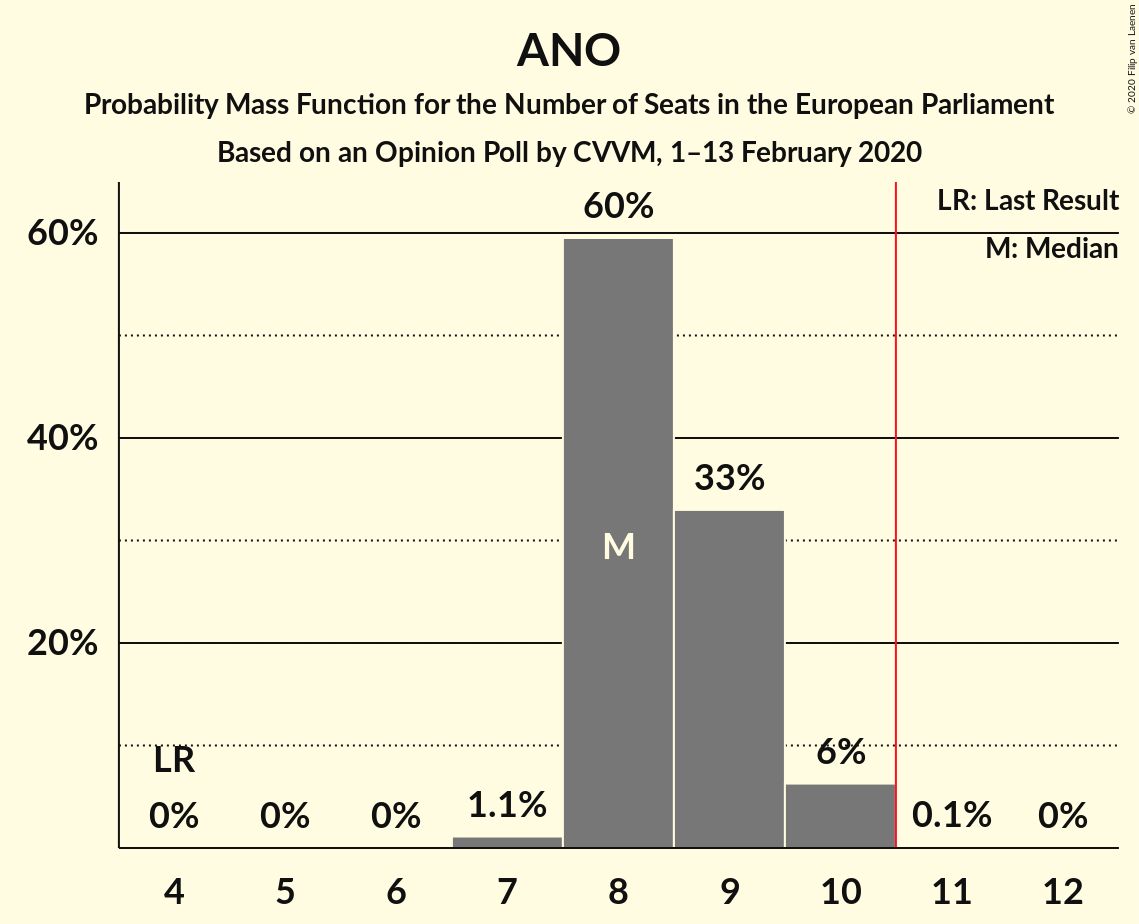 ANO
Probability Mass Function for the Number of Seats in the European Parliament
Based on an Opinion Poll by CVVM, 1–13 February 2020
© 2020 Filip van Laenen
LR: Last Result
M: Median
60%
40%
20%
60%
33%
M
LR
6%
0%
0%
0%
1.1%
0.1%
0%
4 5 6 7 8 9 10 11 12